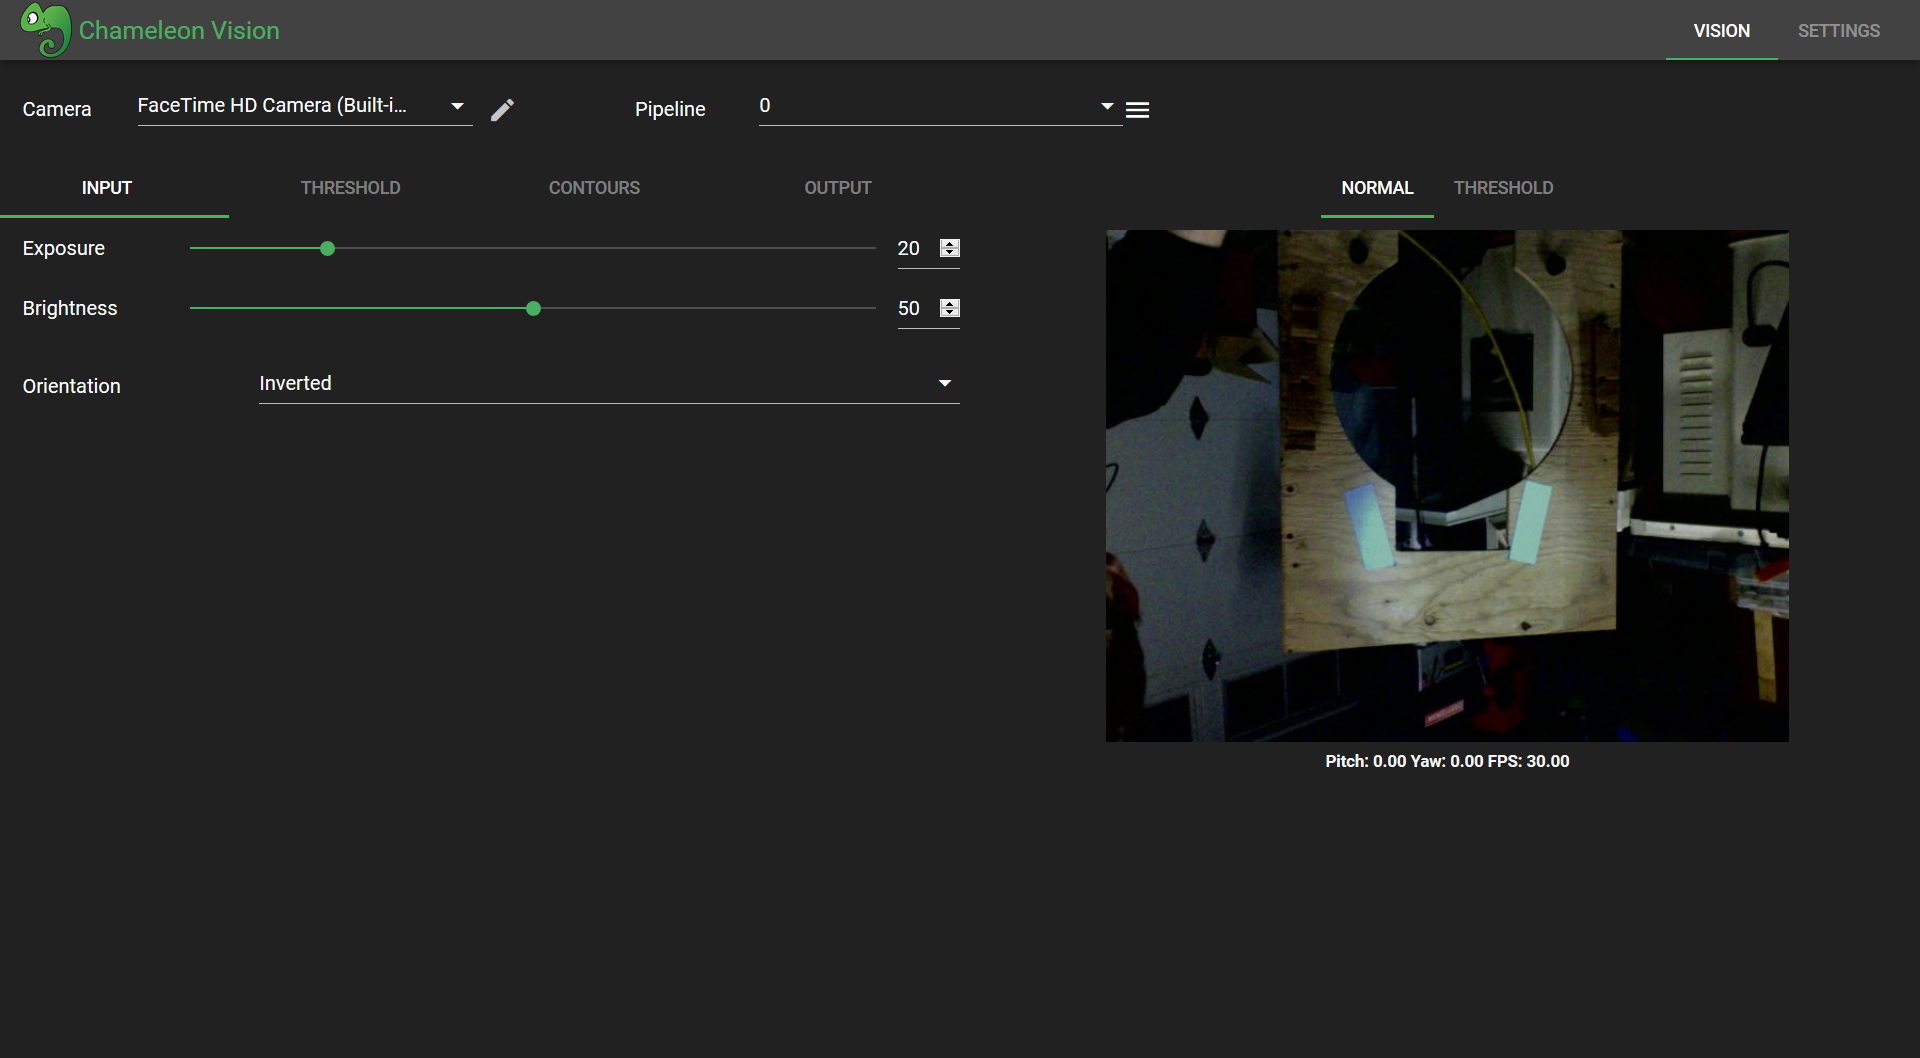 Chameleon Vision
VISION
SETTINGS
Camera
FaceTime HD Camera (Built-i...
Pipeline
0
INPUT
THRESHOLD
CONTOURS
OUTPUT
NORMAL
THRESHOLD
Exposure
20
Brightness
50
Orientation
Inverted
Pitch: 0.00 Yaw: 0.00 FPS: 30.00